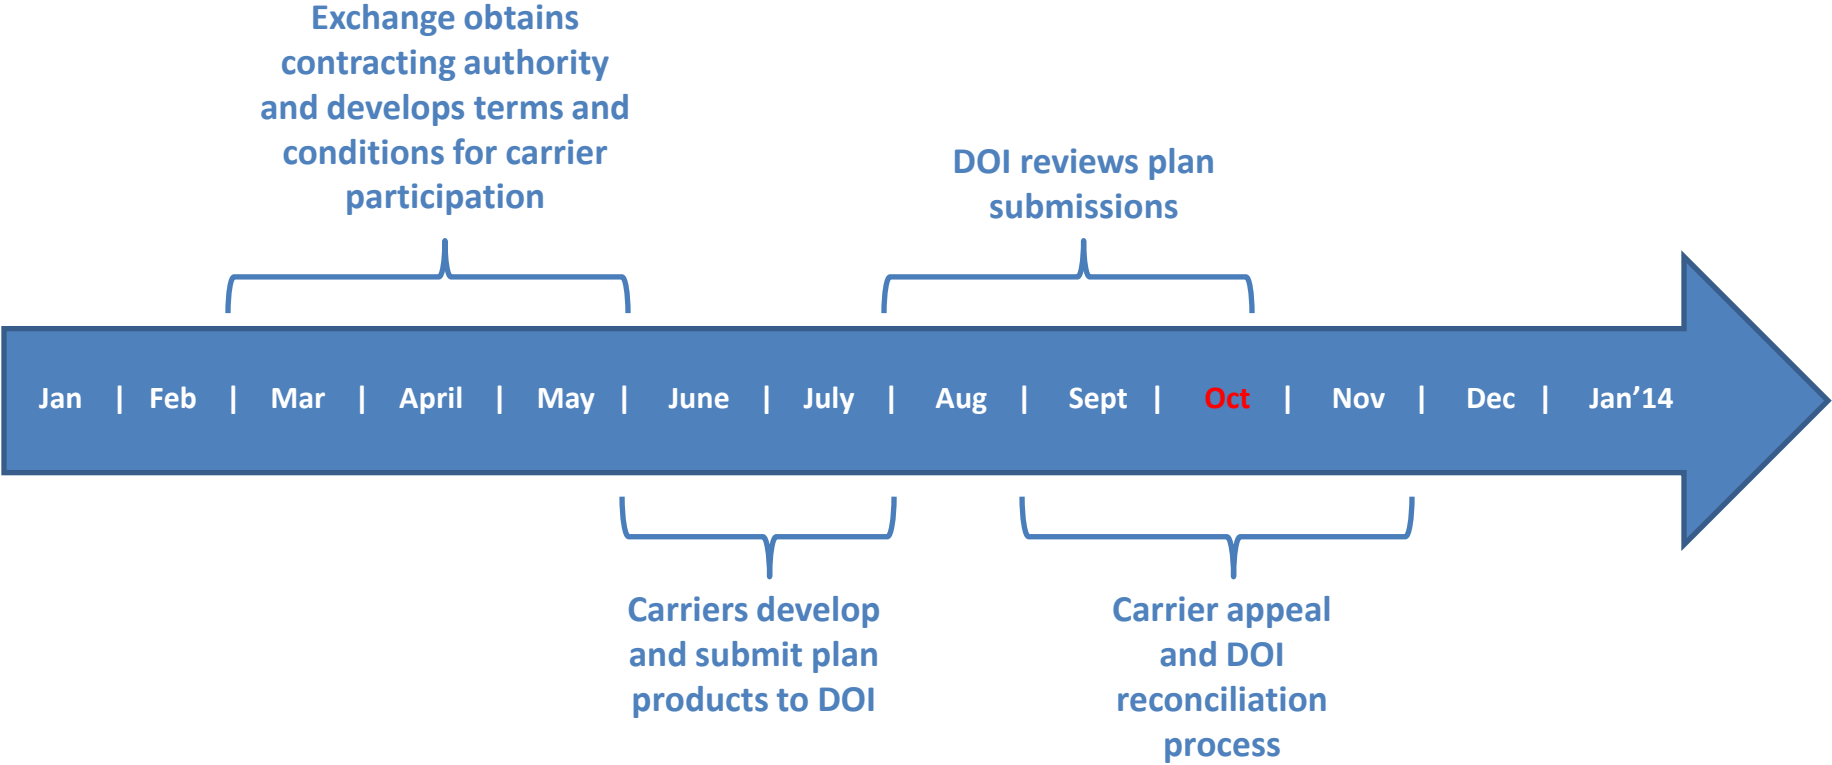 Exchange obtains
contracting authority
and develops terms and
conditions for carrier
participation
DOI reviews plan
submissions
Jan | Feb | Mar | April | May | June | July | Aug | Sept | Oct | Nov | Dec | Jan’14
Carriers develop
and submit plan
products to DOI
Carrier appeal
and DOI
reconciliation
process